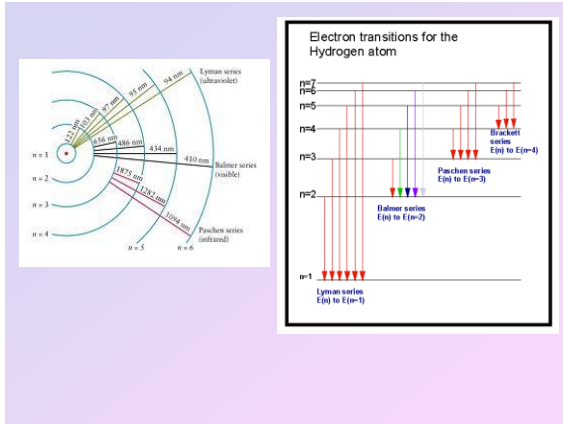 Lyman series
(ultraviolet)
122 nm
103 nm
97 nm
95 nm
94 nm
656 nm
486 nm
434 nm
410 nm
Balmer series
(visible)
1875 nm
1282 nm
1094 nm
Paschen series
(infrared)
n = 1
n = 2
n = 3
n = 4
n = 5
n = 6
Electron transitions for the
Hydrogen atom
n=7
n=6
n=5
n=4
n=3
n=2
n=1
Brackett
series
E(n) to E(n=4)
Paschen series
E(n) to E(n=3)
Balmer series
E(n) to E(n=2)
Lyman series
E(n) to E(n=1)